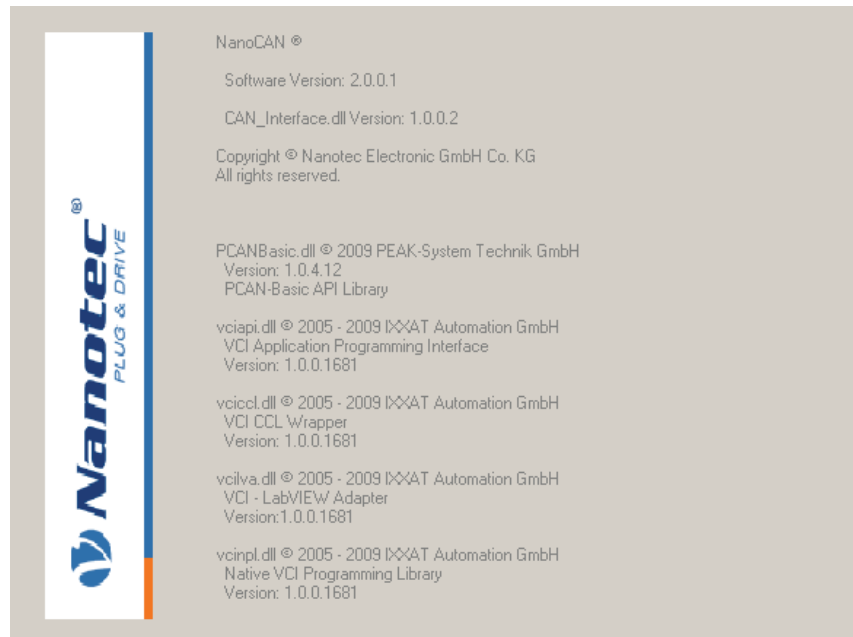 NanoCAN ®
Software Version: 2.0.0.1
CAN_Interface.dll Version: 1.0.0.2
Copyright © Nanotec Electronic GmbH Co. KG
All rights reserved.
PCANBasic.dll © 2009 PEAK-System Technik GmbH
Version: 1.0.4.12
PCAN-Basic API Library
vciapi.dll © 2005 - 2009 IXXAT Automation GmbH
VCI Application Programming Interface
Version: 1.0.0.1681
vciccl.dll © 2005 - 2009 IXXAT Automation GmbH
VCI CCL Wrapper
Version: 1.0.0.1681
vcilva.dll © 2005 - 2009 IXXAT Automation GmbH
VCI - LabVIEW Adapter
Version:1.0.0.1681
vcinpl.dll © 2005 - 2009 IXXAT Automation GmbH
Native VCI Programming Library
Version: 1.0.0.1681
Nanotec®
PLUG & DRIVE